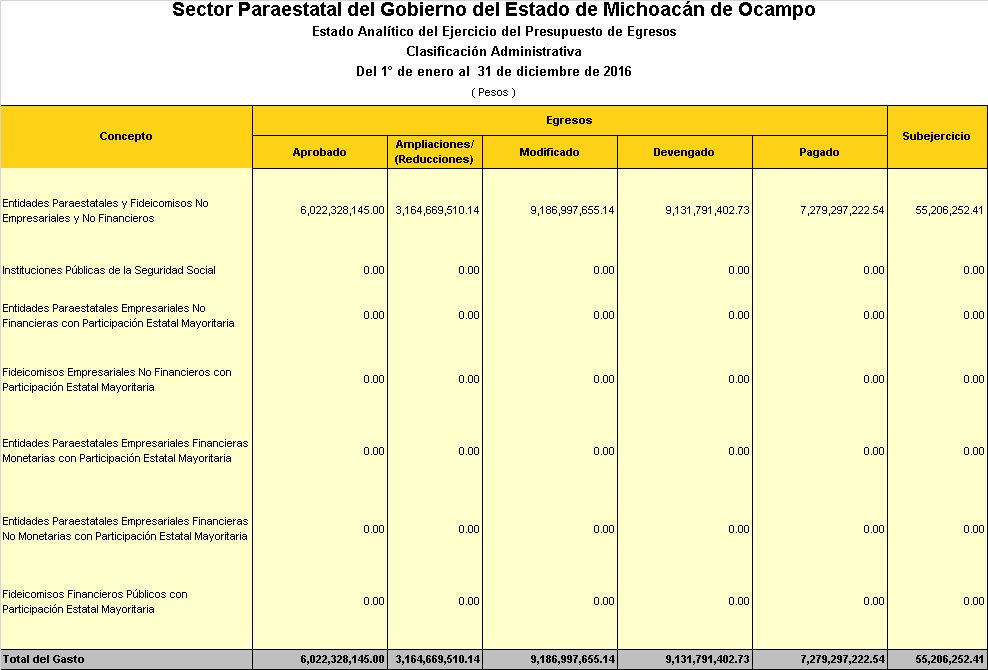 Sector Paraestatal del Gobierno del Estado de Michoacán de Ocampo
Estado Analítico del Ejercicio del Presupuesto de Egresos
Clasificación Administrativa
Del 1° de enero al 31 de diciembre de 2016
( Pesos )
Concepto
Egresos
Subejercicio
Aprobado
Ampliaciones/
(Reducciones)
Modificado
Devengado
Pagado
Entidades Paraestatales y Fideicomisos No
Empresariales y No Financieros
6,022,328,145.00 3,164,669,510.14 9,186,997,655.14 9,131,791,402.73 7,279,297,222.54 55,206,252.41
Instituciones Públicas de la Seguridad Social 0.00 0.00 0.00 0.00 0.00 0.00
Entidades Paraestatales Empresariales No
Financieras con Participación Estatal Mayoritaria
0.00 0.00 0.00 0.00 0.00 0.00
Fideicomisos Empresariales No Financieros con
Participación Estatal Mayoritaria
0.00 0.00 0.00 0.00 0.00 0.00
Entidades Paraestatales Empresariales Financieras
Monetarias con Participación Estatal Mayoritaria
0.00 0.00 0.00 0.00 0.00 0.00
Entidades Paraestatales Empresariales Financieras
No Monetarias con Participación Estatal Mayoritaria
0.00 0.00 0.00 0.00 0.00 0.00
Fideicomisos Financieros Públicos con
Participación Estatal Mayoritaria
0.00 0.00 0.00 0.00 0.00 0.00
Total del Gasto 6,022,328,145.00 3,164,669,510.14 9,186,997,655.14 9,131,791,402.73 7,279,297,222.54 55,206,252.41